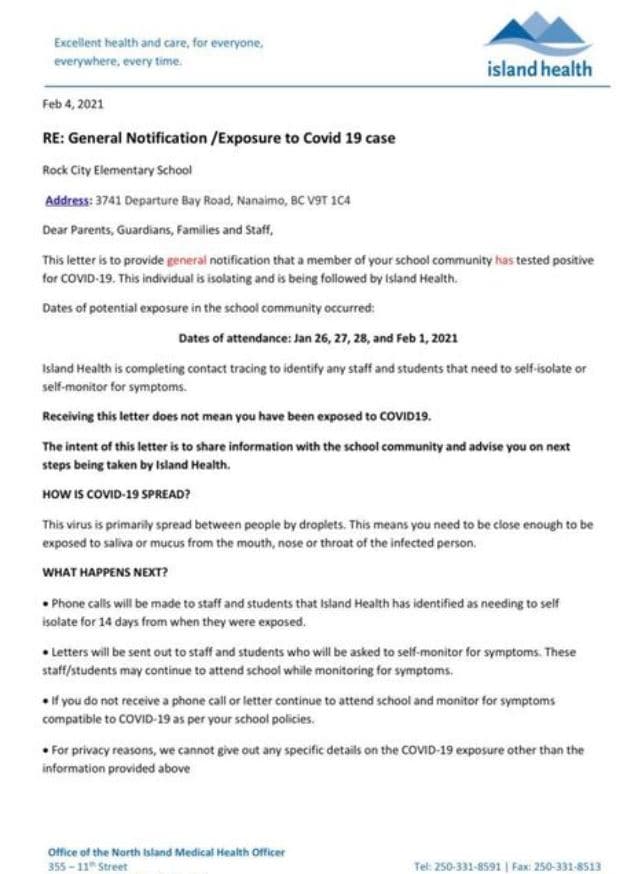 Excellent health and care, for everyone,
everywhere, every time.
island health
Feb 4, 2021
RE: General Notification /Exposure to Covid 19 case
Rock City Elementary School
Address: 3741 Departure Bay Road, Nanaimo, BC V9T 1C4
Dear Parents, Guardians, Families and Staff,
This letter is to provide general notification that a member of your school community has tested positive
for COVID-19. This individual is isolating and is being followed by Island Health.
Dates of potential exposure in the school community occurred:
Dates of attendance: Jan 26, 27, 28, and Feb 1, 2021
Island Health is completing contact tracing to identify any staff and students that need to self-isolate or
self-monitor for symptoms.
Receiving this letter does not mean you have been exposed to COVID19.
The intent of this letter is to share information with the school community and advise you on next
steps being taken by Island Health.
HOW IS COVID-19 SPREAD?
This virus is primarily spread between people by droplets. This means you need to be close enough to be
exposed to saliva or mucus from the mouth, nose or throat of the infected person.
WHAT HAPPENS NEXT?
• Phone calls will be made to staff and students that Island Health has identified as needing to self
isolate for 14 days from when they were exposed.
• Letters will be sent out to staff and students who will be asked to self-monitor for symptoms. These
staff/students may continue to attend school while monitoring for symptoms.
• If you do not receive a phone call or letter continue to attend school and monitor for symptoms
compatible to COVID-19 as per your school policies.
• For privacy reasons, we cannot give out any specific details on the COVID-19 exposure other than the
information provided above
Office of the North Island Medical Health Officer
355 – 11th Street
Tel: 250-331-8591 | Fax: 250-331-8513